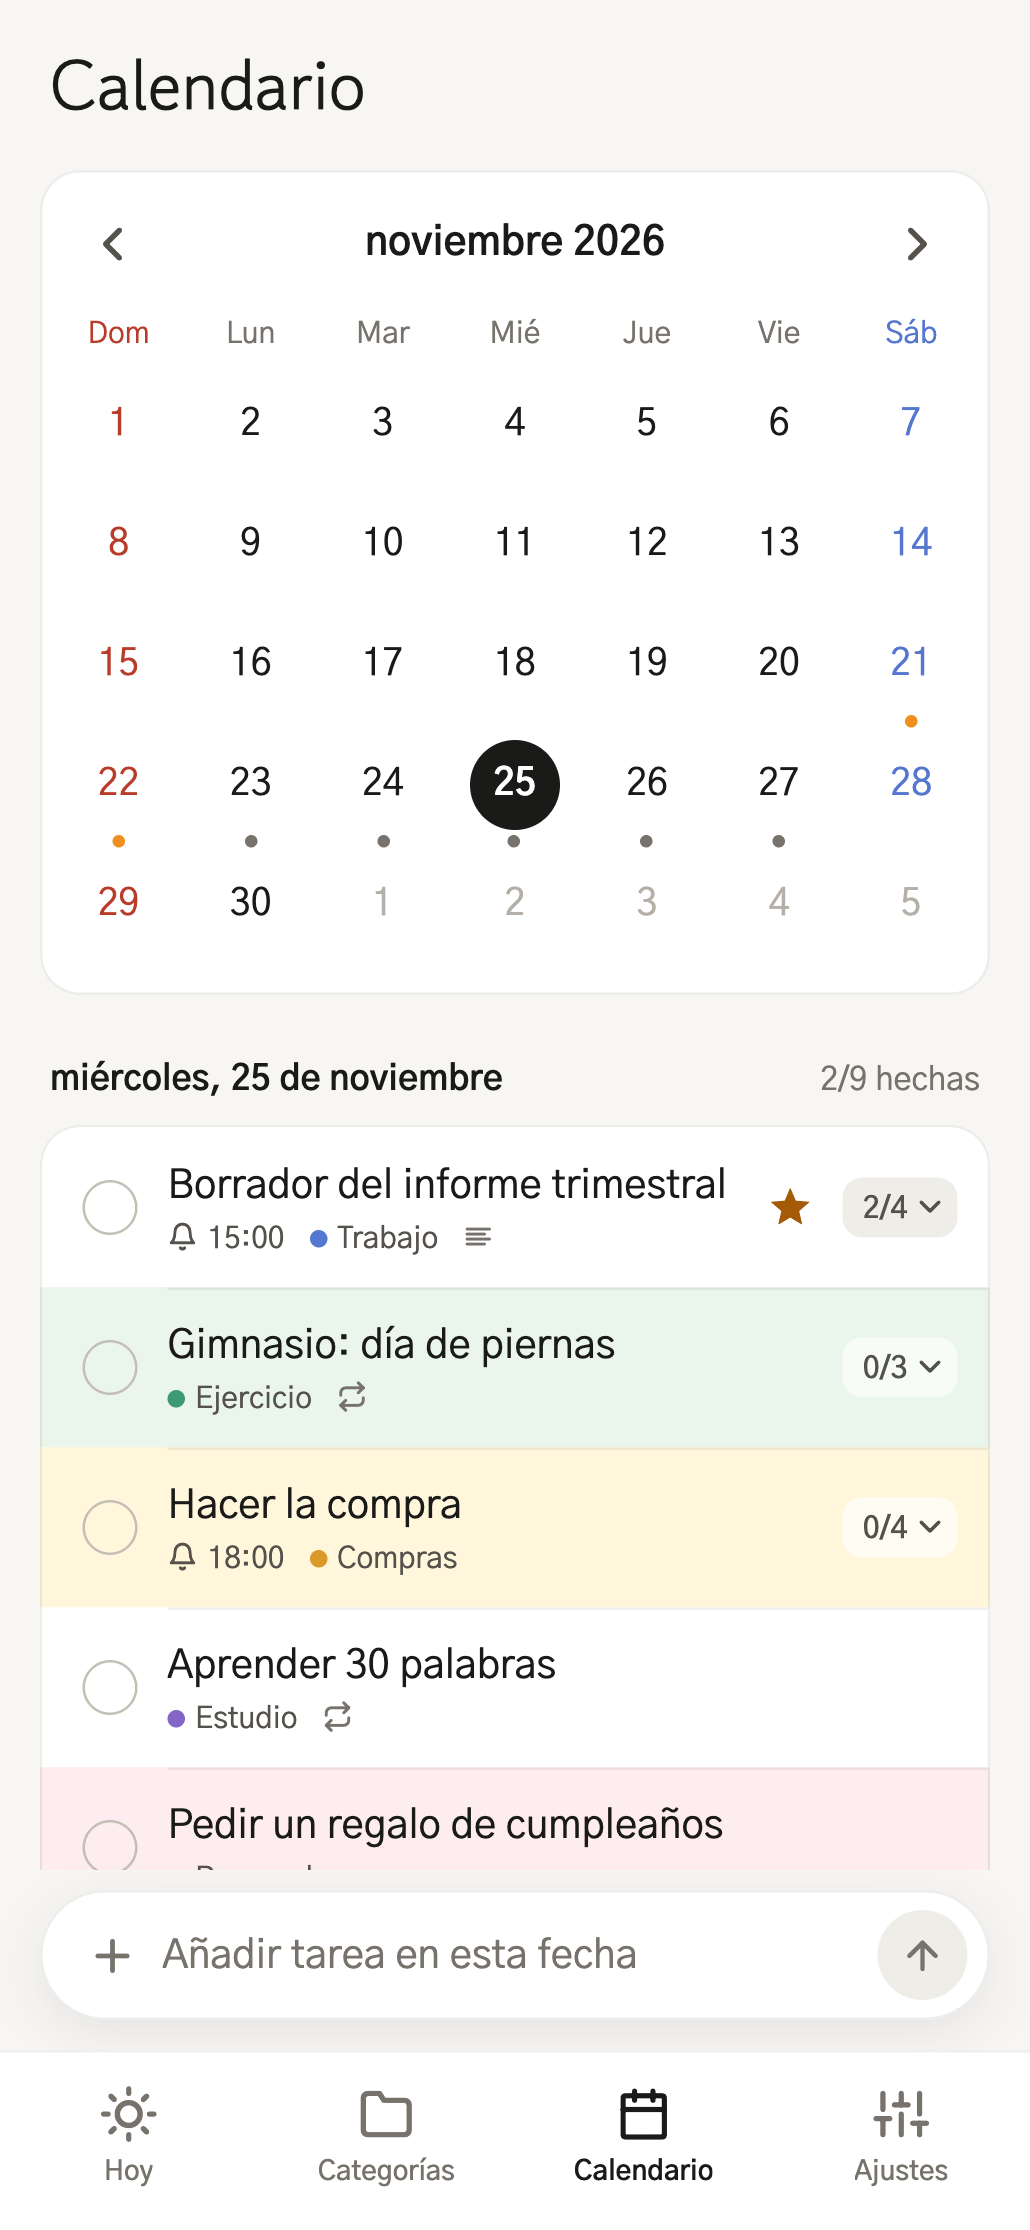 Calendario
noviembre 2026
Dom Lun Mar Mié Jue Vie Sáb
1 2 3 4 5 6 7
8 9 10 11 12 13 14
15 16 17 18 19 20 21
22 23 24 25 26 27 28
29 30 1 2 3 4 5
miércoles, 25 de noviembre 2/9 hechas
Borrador del informe trimestral 2/4
15:00 Trabajo
Gimnasio: día de piernas 0/3
Ejercicio
Hacer la compra 0/4
18:00 Compras
Aprender 30 palabras
Estudio
Pedir un regalo de cumpleaños
Añadir tarea en esta fecha
Hoy Categorías Calendario Ajustes